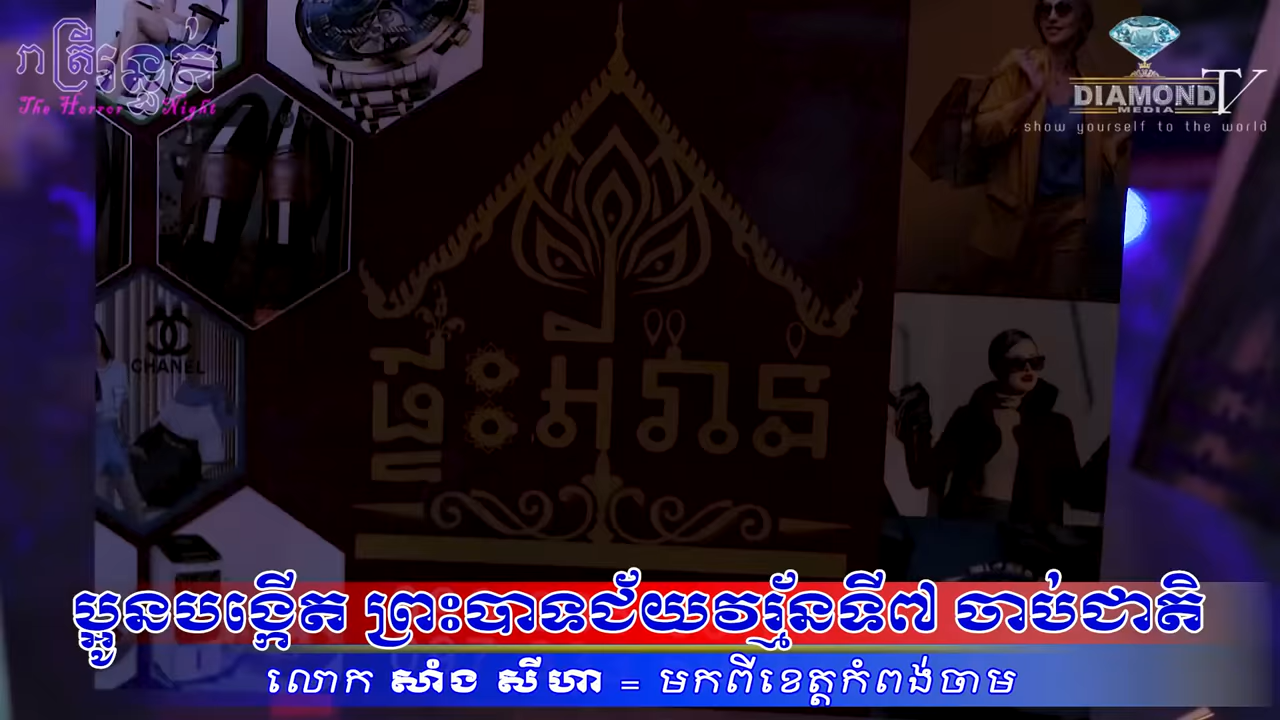 រាត្រីរន្ធត់
The Horror Night
DIAMOND TV
MEDIA
show yourself to the world
CHANEL
ផ្ទះអ៊ីរ៉ាន់
ប្អូនបង្កើត ព្រះបាទជ័យវរ្ម័នទី៧ ចាប់ជាតិ
លោក សាំង សីហា = មកពីខេត្តកំពង់ចាម